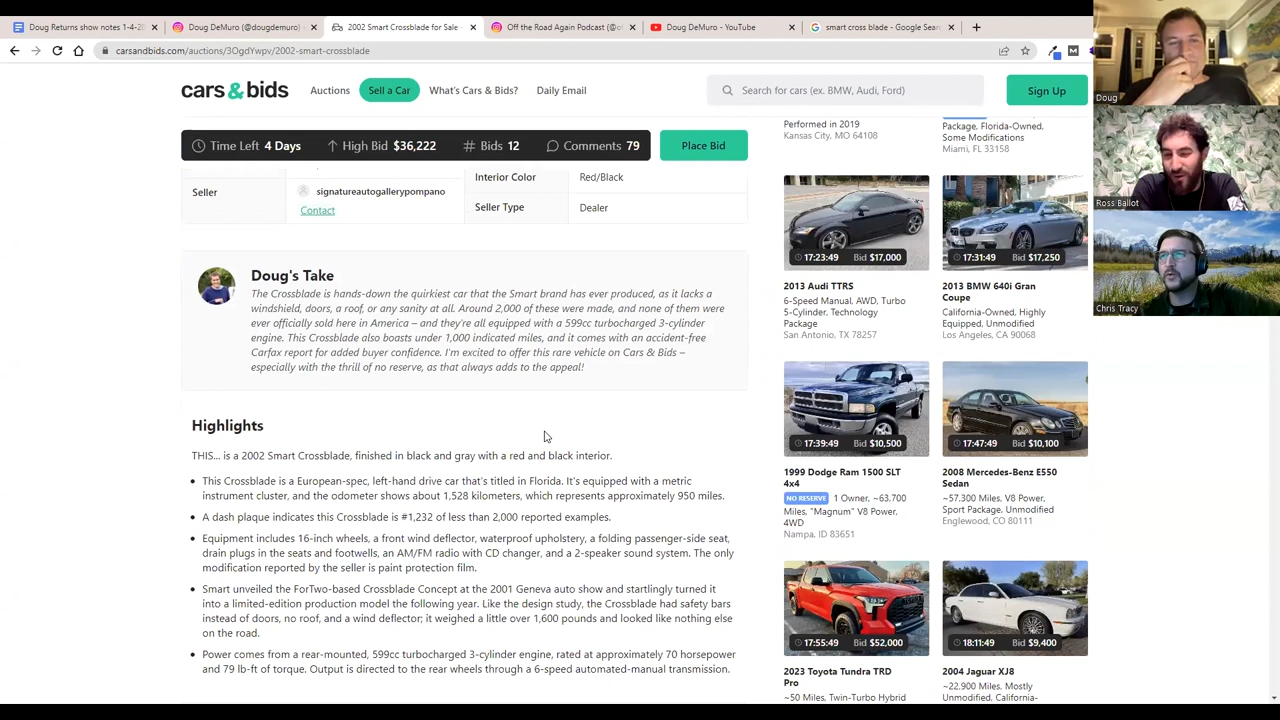 Doug Returns show notes 1-4-20
Doug DeMuro (@dougdemuro)
2002 Smart Crossblade for Sale -
Off the Road Again Podcast (@of
Doug DeMuro - YouTube
smart cross blade - Google Sear
carsandbids.com/auctions/3OgdYwpv/2002-smart-crossblade
cars&bids
Auctions
Sell a Car
What's Cars & Bids?
Daily Email
Search for cars (ex. BMW, Audi, Ford)
Sign Up
Time Left 4 Days
High Bid $36,222
# Bids 12
Comments 79
Place Bid
Seller
signatureautogallerypompano
Contact
Interior Color
Red/Black
Seller Type
Dealer
Doug's Take
The Crossblade is hands-down the quirkiest car that the Smart brand has ever produced, as it lacks a
windshield, doors, a roof, or any sort at all. Around 2,000 of these were made, and none of them were
ever officially sold here in America – and they're all equipped with a 599cc turbocharged 3-cylinder
engine. This Crosblade also boasts under 1,000 indicated miles, and it comes with an accident-free
Carfax report for added buyer confidence. I'm excited to offer this rare vehicle on Cars & Bids –
especially with the thrill of no reserve, as that always adds to the appeal!
Highlights
THIS... is a 2002 Smart Crossblade, finished in black and gray with a red and black interior.
• This Crossblade is a European-spec, left-hand drive car that's titled in Florida. It's equipped with a metric
instrument cluster, and the odometer shows about 1,528 kilometers, which represents approximately 950 miles.
• A dash plaque indicates this Crossblade is #1,232 of less than 2,000 reported examples.
• Equipment includes 16-inch wheels, a front wind deflector, waterproof upholstery, a folding passenger-side seat,
drain plugs in the seats and footwells, an AM/FM radio with CD changer, and a 2-speaker sound system. The only
modification reported by the seller is paint protection film.
• Smart unveiled the ForTwo-based Crossblade Concept at the 2001 Geneva auto show and startlingly turned it
into a limited-edition production model the following year. Like the design study, the Crossblade had safety bars
instead of doors, no roof, and a wind deflector; it weighed a little over 1,600 pounds and looked like nothing else
on the road.
• Power comes from a rear-mounted, 599cc turbocharged 3-cylinder engine, rated at approximately 70 horsepower
and 79 lb-ft of torque. Output is directed to the rear wheels through a 6-speed automated-manual transmission.
Performed in 2019
Kansas City, MO 64108
Package, Florida-Owned,
Some Modifications
Miami, FL 33158
17:23:49 Bid $17,000
2013 Audi TTRS
6-Speed Manual, AWD, Turbo
5-Cylinder, Technology
Package
San Antonio, TX 78257
17:31:49 Bid $17,250
2013 BMW 640i Gran
Coupe
California-Owned, Highly
Equipped, Unmodified
Los Angeles, CA 90068
17:39:49 Bid $10,500
1999 Dodge Ram 1500 SLT
4x4
NO RESERVE 1 Owner, ~63,700
Miles, "Magnum" V8 Power,
4WD
Nampa, ID 83651
17:47:49 Bid $10,100
2008 Mercedes-Benz E550
Sedan
~57,300 Miles, V8 Power,
Sport Package, Unmodified
Englewood, CO 80111
17:55:49 Bid $52,000
2023 Toyota Tundra TRD
Pro
~50 Miles, Twin-Turbo Hybrid
18:11:49 Bid $9,400
2004 Jaguar XJ8
~22,900 Miles, Mostly
Unmodified, California-
Doug
Ross Ballot
Chris Tracy